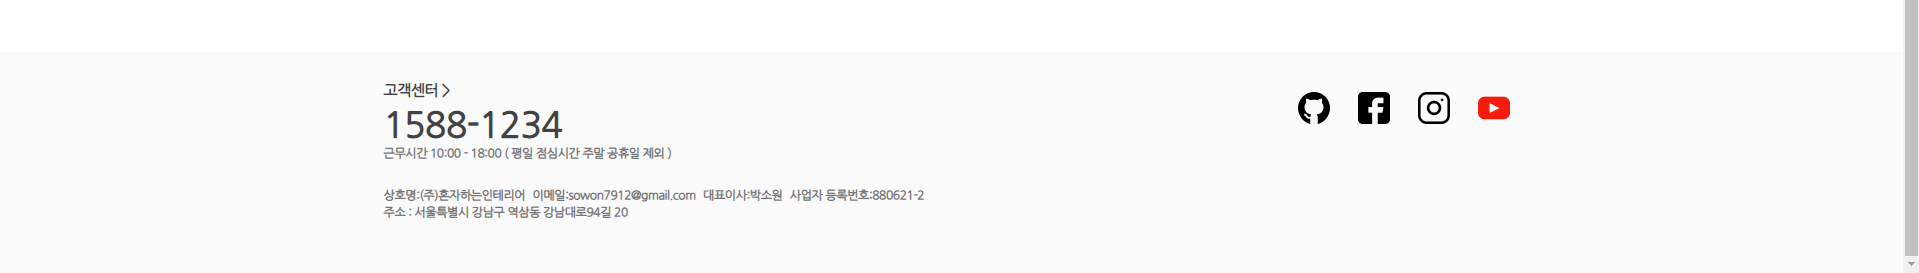 고객센터 >
1588-1234
근무시간 10:00 - 18:00 ( 평일 점심시간 주말 공휴일 제외 )
상호명:(주)혼자하는인테리어 이메일:sowon7912@gmail.com 대표이사:박소원 사업자 등록번호:880621-2
주소 : 서울특별시 강남구 역삼동 강남대로94길 20